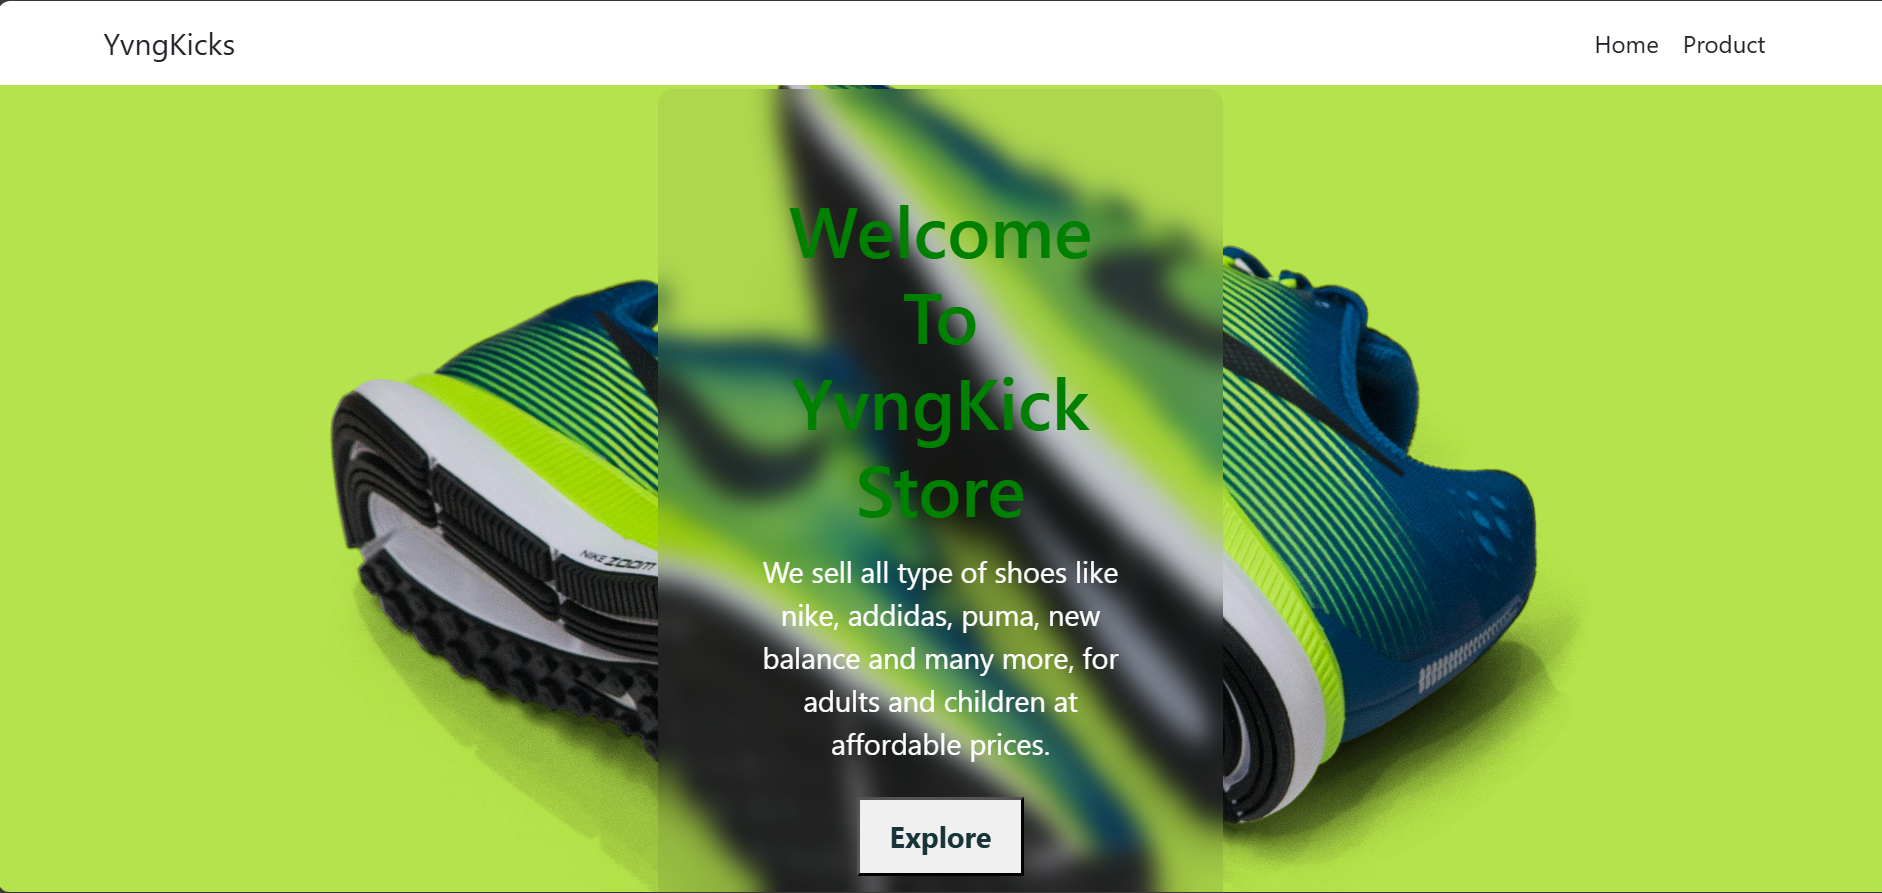 YvngKicks
Home Product
Welcome
To
YvngKick
Store
We sell all type of shoes like
nike, addidas, puma, new
balance and many more, for
adults and children at
affordable prices.
NIKE ZOOM
Explore